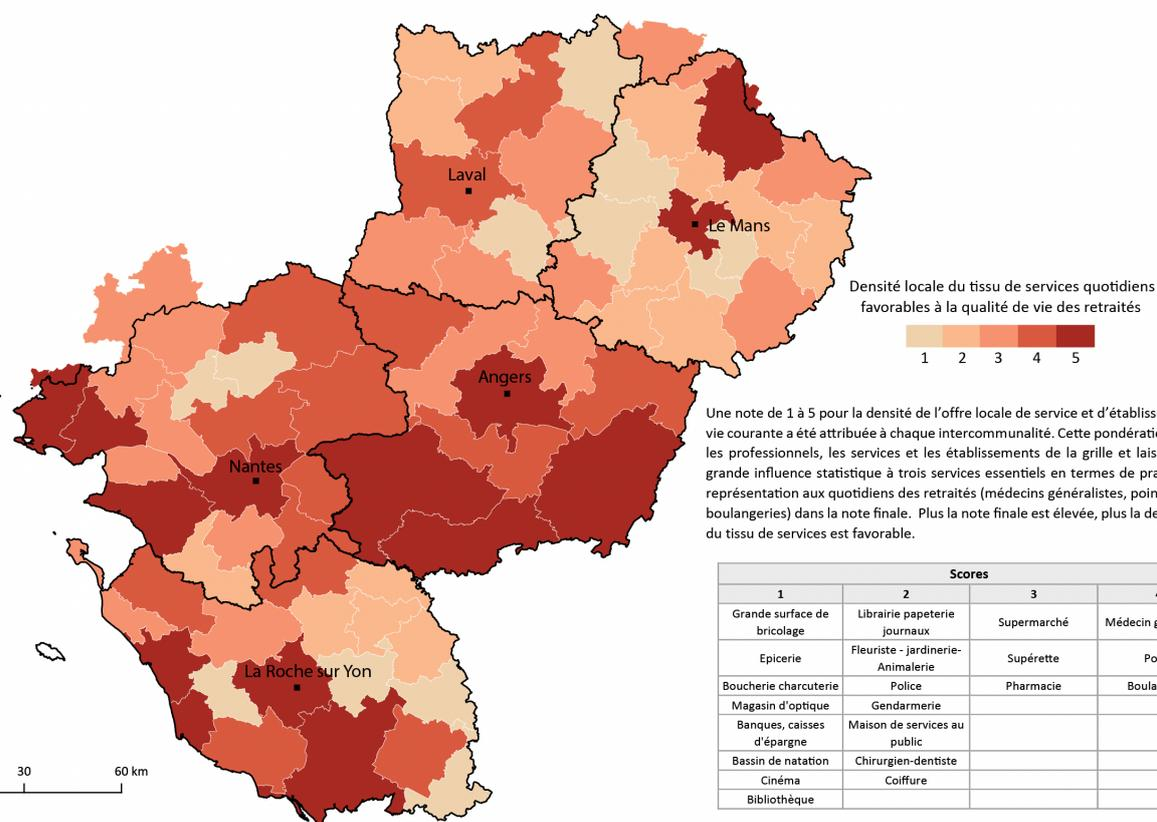 Laval
Le Mans
Angers
Nantes
La Roche sur Yon
30 60 km
Densité locale du tissu de services quotidiens
favorables à la qualité de vie des retraités
1 2 3 4 5
Une note de 1 à 5 pour la densité de l'offre locale de service et d'établiss
vie courante a été attribuée à chaque intercommunalité. Cette pondérati
les professionnels, les services et les établissements de la grille et lais
grande influence statistique à trois services essentiels en termes de pra
représentation aux quotidiens des retraités (médecins généralistes, poin
boulangeries) dans la note finale. Plus la note finale est élevée, plus la de
du tissu de services est favorable.
Scores
1 2 3
Grande surface de bricolage
Librairie papeterie journaux
Supermarché
Médecin g
Epicerie
Fleuriste - jardinerie-
Animalerie
Supérette
Po
Boucherie charcuterie
Police
Pharmacie
Boula
Magasin d'optique
Gendarmerie
Banques, caisses d'épargne
Maison de services au public
Bassin de natation
Chirurgien-dentiste
Cinéma
Coiffure
Bibliothèque